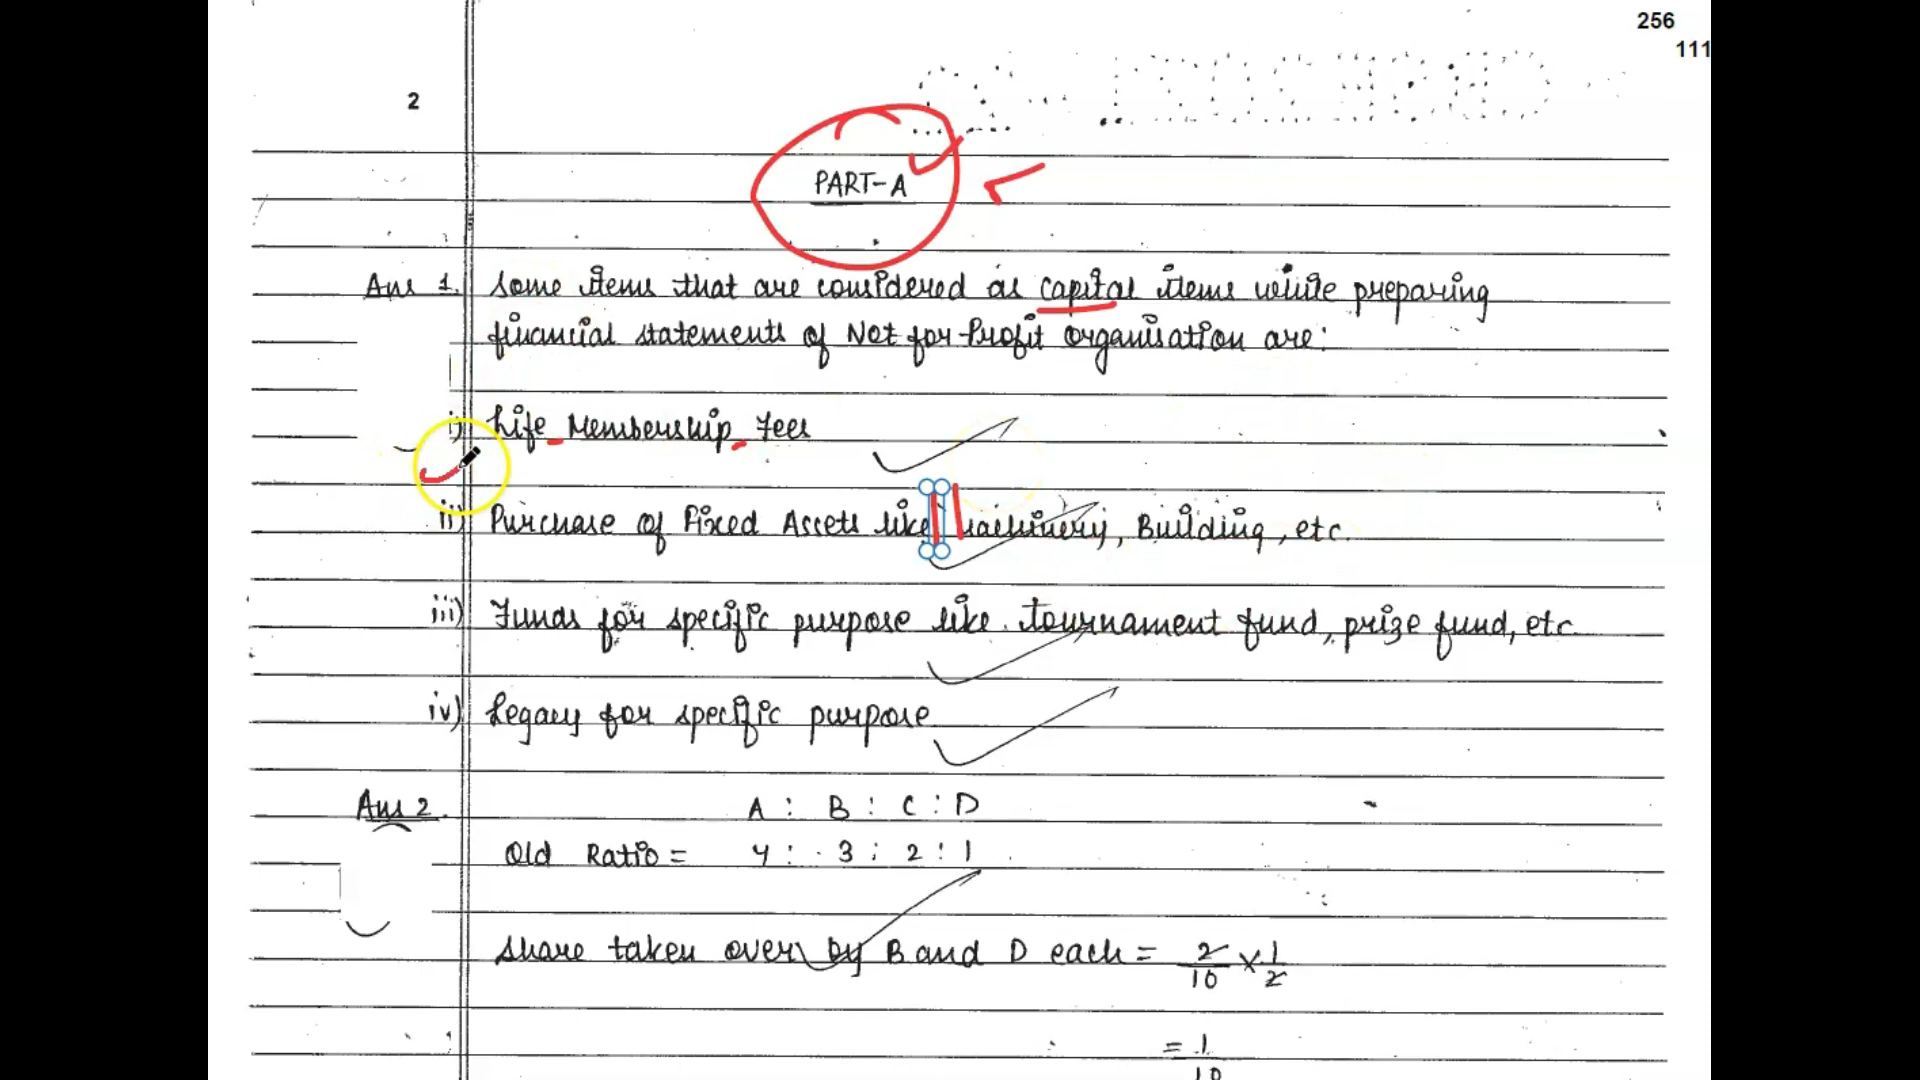 256
111
2
PART-A
Ans 1. Some items that are considered as capital items while preparing
financial statements of Not for Profit Organisation are:
i) Life Membership Fees
ii) Purchase of Fixed Assets like Machinery, Building, etc.
iii) Funds for specific purpose like tournament fund, prize fund, etc.
iv) Legacy for specific purpose
Ans 2. A : B : C : D
Old Ratio = 4 : 3 : 2 : 1
Share taken over by B and D each = 2/10 × 1/2
= 1/10